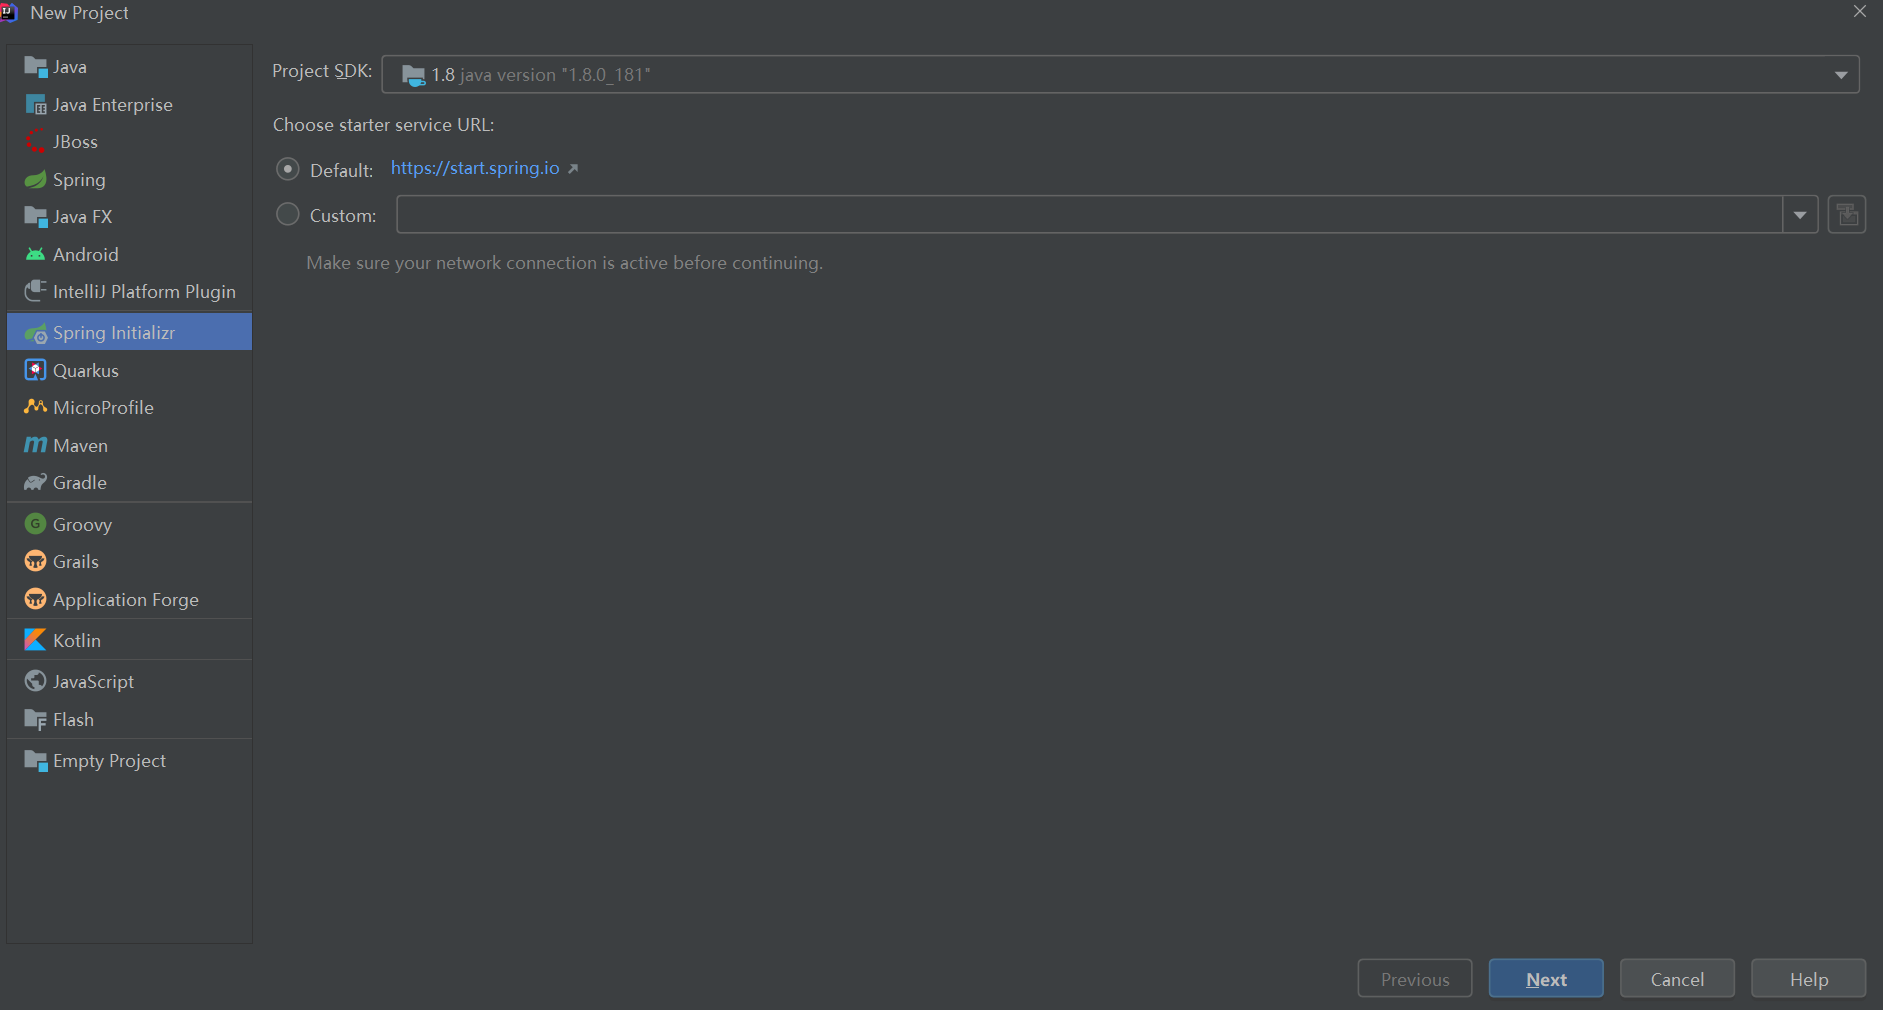 New Project
Java
Java Enterprise
JBoss
Spring
Java FX
Android
IntelliJ Platform Plugin
Spring Initializr
Quarkus
MicroProfile
Maven
Gradle
Groovy
Grails
Application Forge
Kotlin
JavaScript
Flash
Empty Project
Project SDK: 1.8 java version "1.8.0_181"
Choose starter service URL:
Default: https://start.spring.io
Custom:
Make sure your network connection is active before continuing.
Previous Next Cancel Help